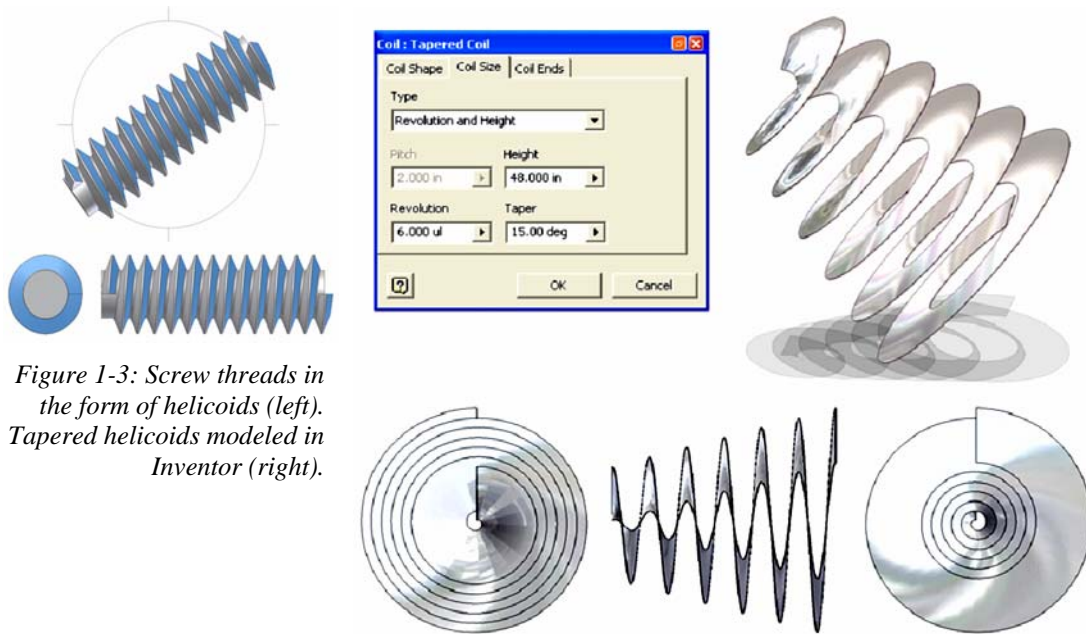 Coil : Tapered Coil
Coil Shape Coil Size Coil Ends
Type
Revolution and Height
Pitch Height
2.000 in 48.000 in
Revolution Taper
6.000 ul 15.00 deg
?
OK Cancel
Figure 1-3: Screw threads in
the form of helicoids (left).
Tapered helicoids modeled in
Inventor (right).